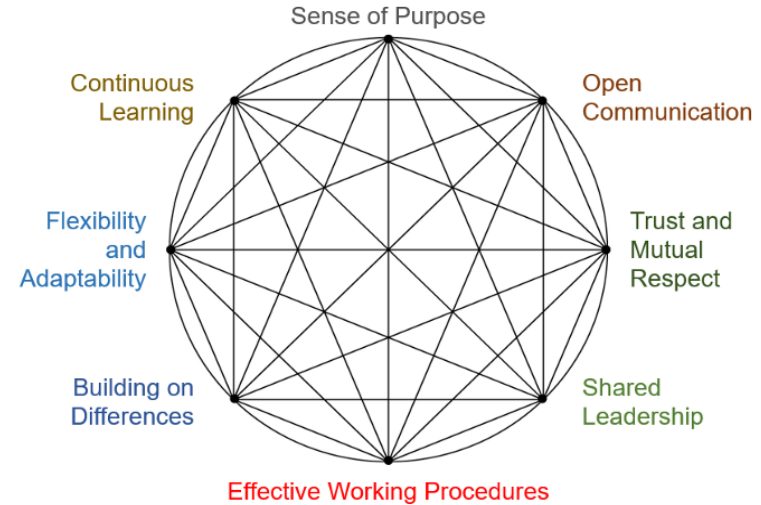 Sense of Purpose
Continuous
Learning
Open
Communication
Flexibility
and
Adaptability
Trust and
Mutual
Respect
Building on
Differences
Shared
Leadership
Effective Working Procedures